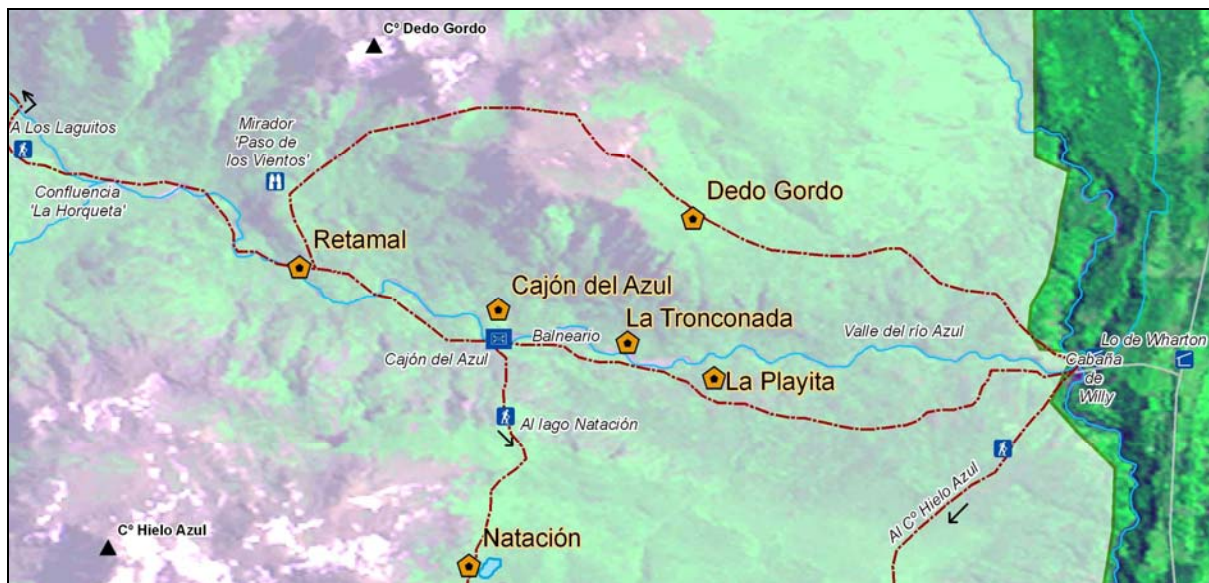 Cº Dedo Gordo
A Los Laguitos
Mirador
'Paso de
los Vientos'
Confluencia
'La Horqueta'
Dedo Gordo
Retamal
Cajón del Azul
La Tronconada
Balneario
Valle del río Azul
Lo de Wharton
Cajón del Azul
La Playita
Cabaña
de
Willy
Al lago Natación
Al Cº Hielo Azul
Cº Hielo Azul
Natación